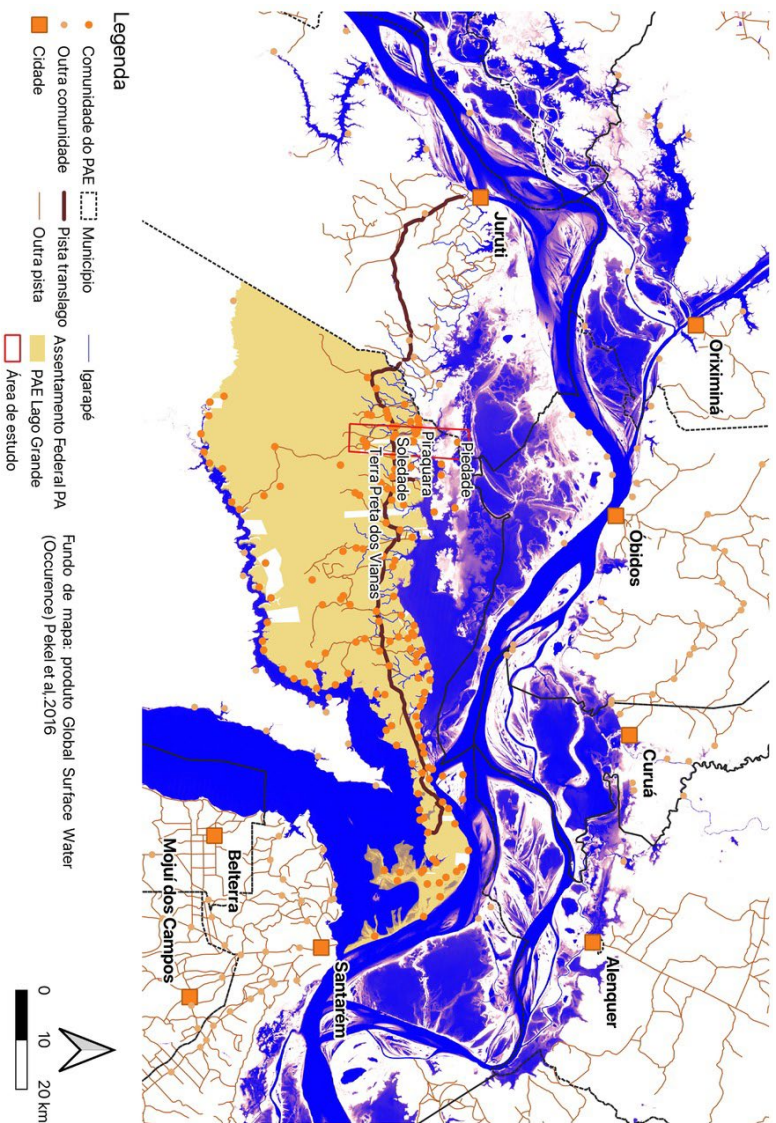 Oriximiná
Óbidos
Curuá
Alenquer
Juruti
Piedade
Piraquara
Soledade
Terra Preta dos Vianas
Santarém
Belterra
Mojuí dos Campos
Legenda
Comunidade do PAE
Outra comunidade
Cidade
Município
Pista translago
Outra pista
Igarapé
Assentamento Federal PA
PAE Lago Grande
Área de estudo
Fundo de mapa: produto Global Surface Water
(Occurence) Pekel et al.2016
0 10 20 km